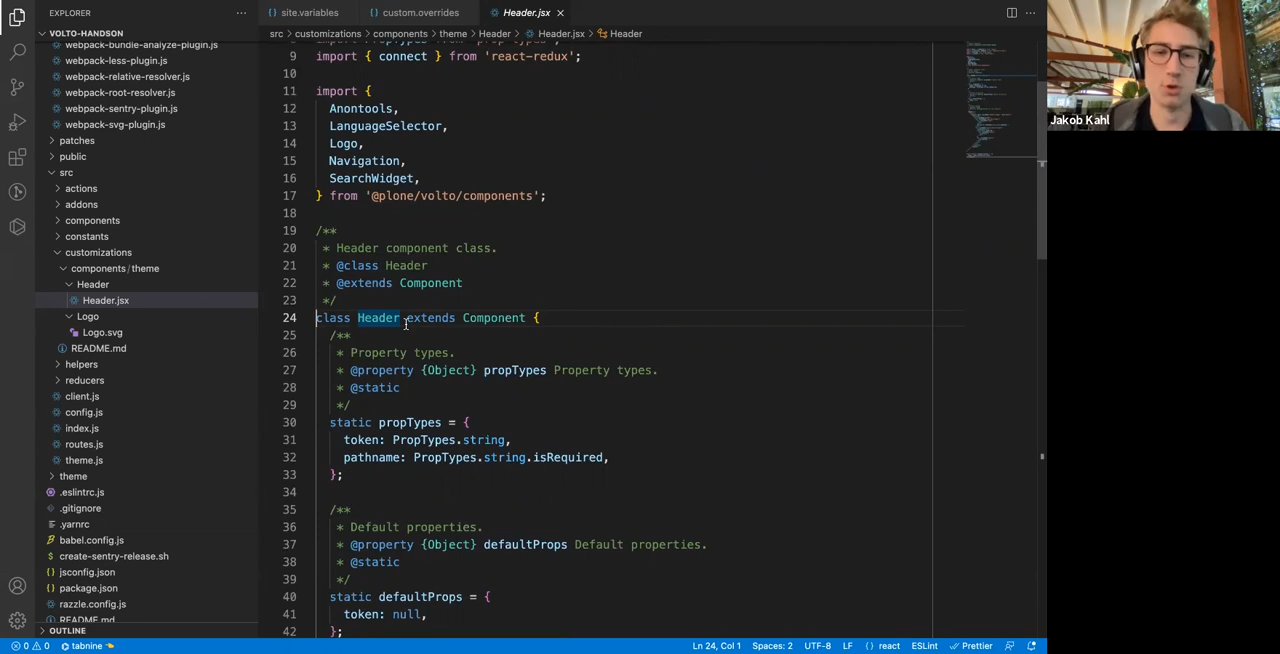 EXPLORER
VOLTO-HANDSON
webpack-bundle-analyze-plugin.js
webpack-less-plugin.js
webpack-relative-resolver.js
webpack-root-resolver.js
webpack-sentry-plugin.js
webpack-svg-plugin.js
patches
public
src
actions
addons
components
constants
customizations
components/theme
Header
Header.jsx
Logo
Logo.svg
README.md
helpers
reducers
client.js
config.js
index.js
routes.js
theme.js
theme
.eslintrc.js
.gitignore
.yarnrc
babel.config.js
create-sentry-release.sh
jsconfig.json
package.json
razzle.config.js
README.md
OUTLINE
site.variables
custom.overrides
Header.jsx
src > customizations > components > theme > Header > Header.jsx > Header
9 import { connect } from 'react-redux';
10
11 import {
12 Anontools,
13 LanguageSelector,
14 Logo,
15 Navigation,
16 SearchWidget,
17 } from '@plone/volto/components';
18
19 /**
20 * Header component class.
21 * @class Header
22 * @extends Component
23 */
24 class Header extends Component {
25 /**
26 * Property types.
27 * @property {Object} propTypes Property types.
28 * @static
29 */
30 static propTypes = {
31 token: PropTypes.string,
32 pathname: PropTypes.string.isRequired,
33 };
34
35 /**
36 * Default properties.
37 * @property {Object} defaultProps Default properties.
38 * @static
39 */
40 static defaultProps = {
41 token: null,
42 };
Jakob Kahl
0 0 tabnine
Ln 24, Col 1 Spaces: 2 UTF-8 LF { } react ESLint Prettier